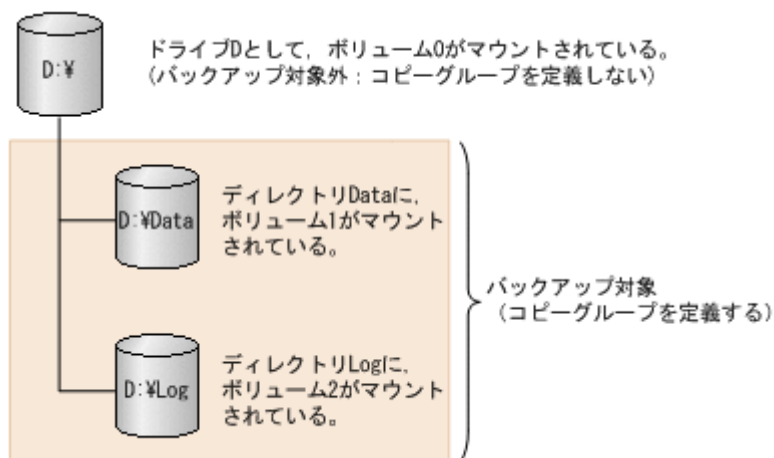 D:¥
ドライブDとして，ボリューム0がマウントされている。
(バックアップ対象外：コピーグループを定義しない)
D:¥Data
ディレクトリDataに，
ボリューム1がマウント
されている。
バックアップ対象
(コピーグループを定義する)
D:¥Log
ディレクトリLogに，
ボリューム2がマウント
されている。